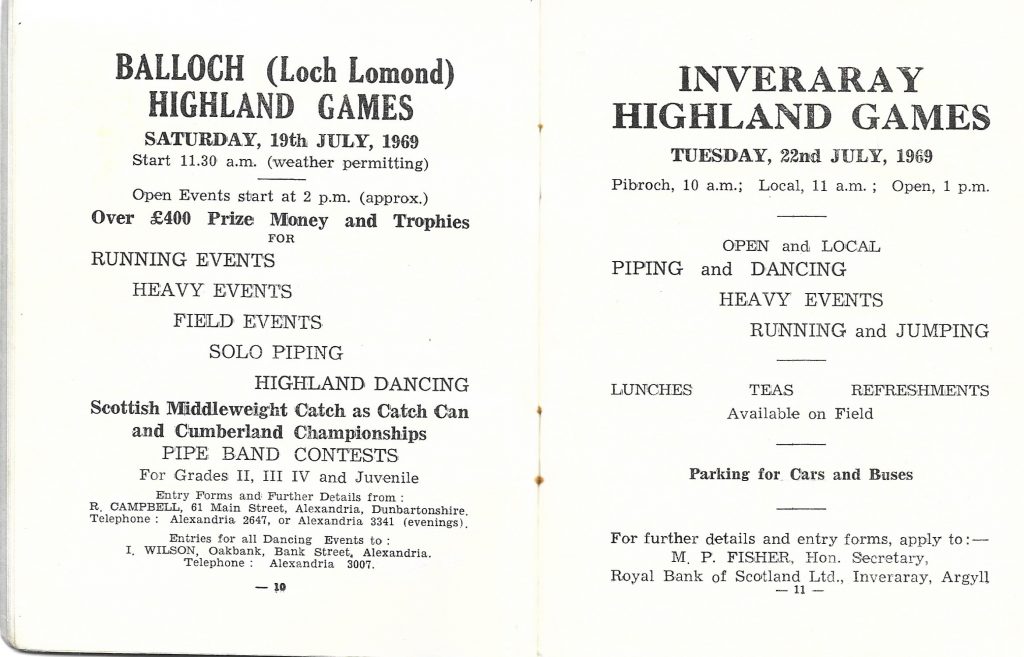 BALLOCH (Loch Lomond)
HIGHLAND GAMES
SATURDAY, 19th JULY, 1969
Start 11.30 a.m. (weather permitting)
Open Events start at 2 p.m. (approx.)
Over £400 Prize Money and Trophies
FOR
RUNNING EVENTS
HEAVY EVENTS
FIELD EVENTS
SOLO PIPING
HIGHLAND DANCING
Scottish Middleweight Catch as Catch Can
and Cumberland Championships
PIPE BAND CONTESTS
For Grades II, III IV and Juvenile
Entry Forms and Further Details from :
R. CAMPBELL, 61 Main Street, Alexandria, Dunbartonshire.
Telephone : Alexandria 2647, or Alexandria 3341 (evenings).
Entries for all Dancing Events to :
I. WILSON, Oakbank, Bank Street, Alexandria.
Telephone : Alexandria 3007.
— 10
INVERARAY
HIGHLAND GAMES
TUESDAY, 22nd JULY, 1969
Pibroch, 10 a.m.; Local, 11 a.m. ; Open, 1 p.m.
OPEN and LOCAL
PIPING and DANCING
HEAVY EVENTS
RUNNING and JUMPING
LUNCHES TEAS REFRESHMENTS
Available on Field
Parking for Cars and Buses
For further details and entry forms, apply to:—
M. P. FISHER, Hon. Secretary,
Royal Bank of Scotland Ltd., Inveraray, Argyll
— 11 —